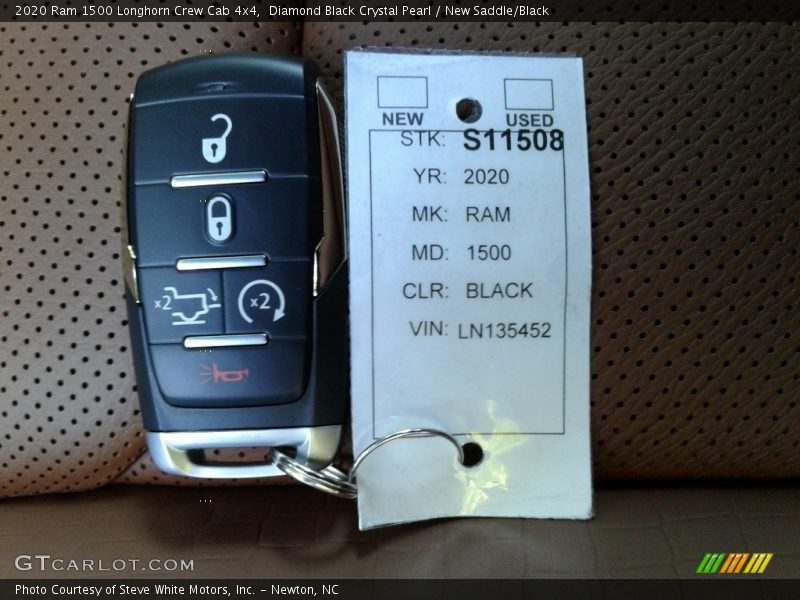 2020 Ram 1500 Longhorn Crew Cab 4x4, Diamond Black Crystal Pearl / New Saddle/Black
NEW USED
STK: S11508
YR: 2020
MK: RAM
MD: 1500
CLR: BLACK
VIN: LN135452
x2 x2
GTCARLOT.COM
Photo Courtesy of Steve White Motors, Inc. – Newton, NC